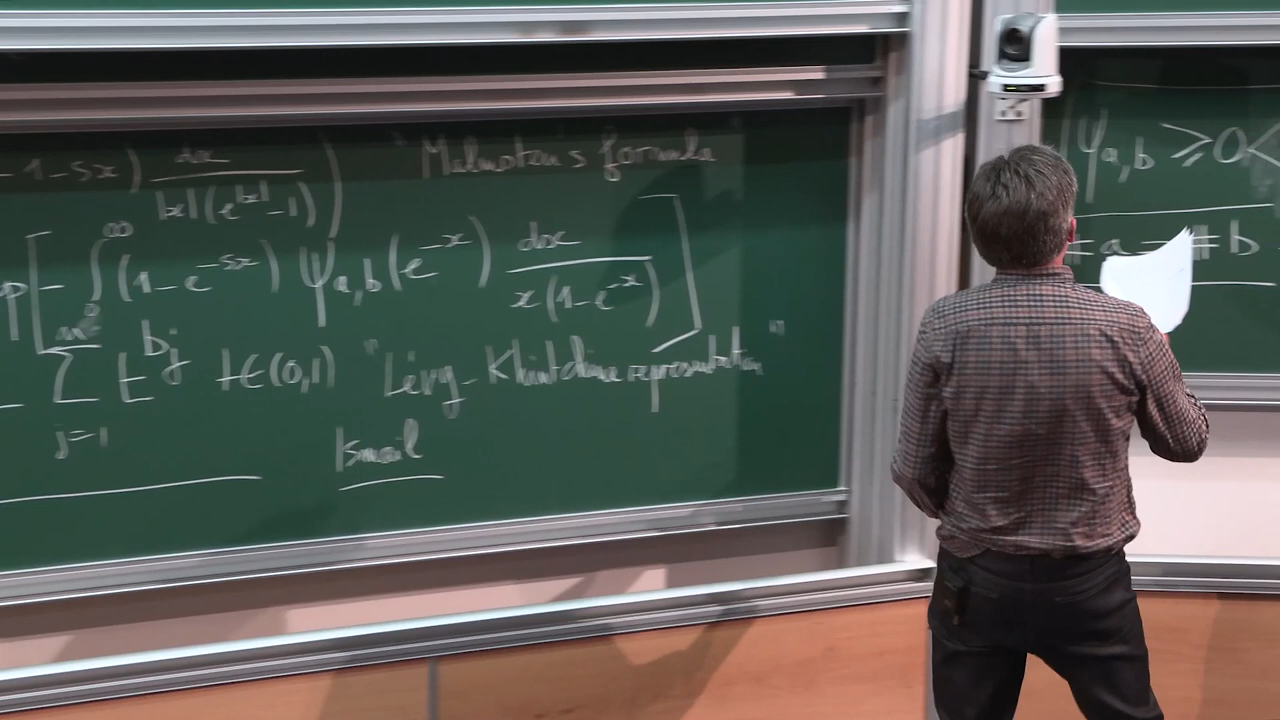 -1-sx) dx / |x|(e^{|x|}-1) ) "Malmsten's formula
p[- ∫_0^∞ (1-e^{-sx}) ψ_{a,b}(e^{-x}) dx / x(1-e^{-x}) ]
Σ_{j=1} t^{b_j} t∈(0,1) "Lévy-Khintchine representation"
Ismail
ψ_{a,b} ≥ 0 <
#a = #b